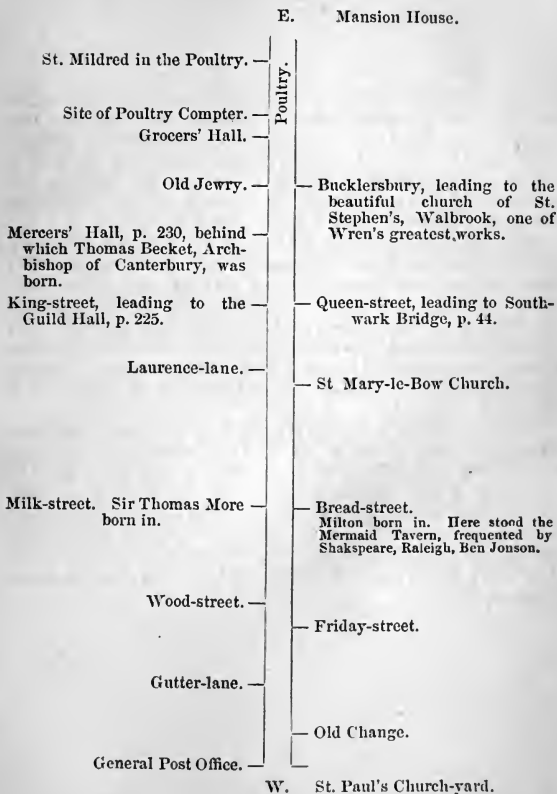 E. Mansion House.
Poultry.
St. Mildred in the Poultry.
Site of Poultry Compter.
Grocers' Hall.
Old Jewry.
Bucklersbury, leading to the
beautiful church of St.
Stephen's, Walbrook, one of
Wren's greatest works.
Mercers' Hall, p. 230, behind
which Thomas Becket, Arch-
bishop of Canterbury, was
born.
King-street, leading to the
Guild Hall, p. 225.
Queen-street, leading to South-
wark Bridge, p. 44.
Laurence-lane.
St Mary-le-Bow Church.
Milk-street. Sir Thomas More
born in.
Bread-street.
Milton born in. Here stood the
Mermaid Tavern, frequented by
Shakspeare, Raleigh, Ben Jonson.
Wood-street.
Friday-street.
Gutter-lane.
Old Change.
General Post Office.
W. St. Paul's Church-yard.